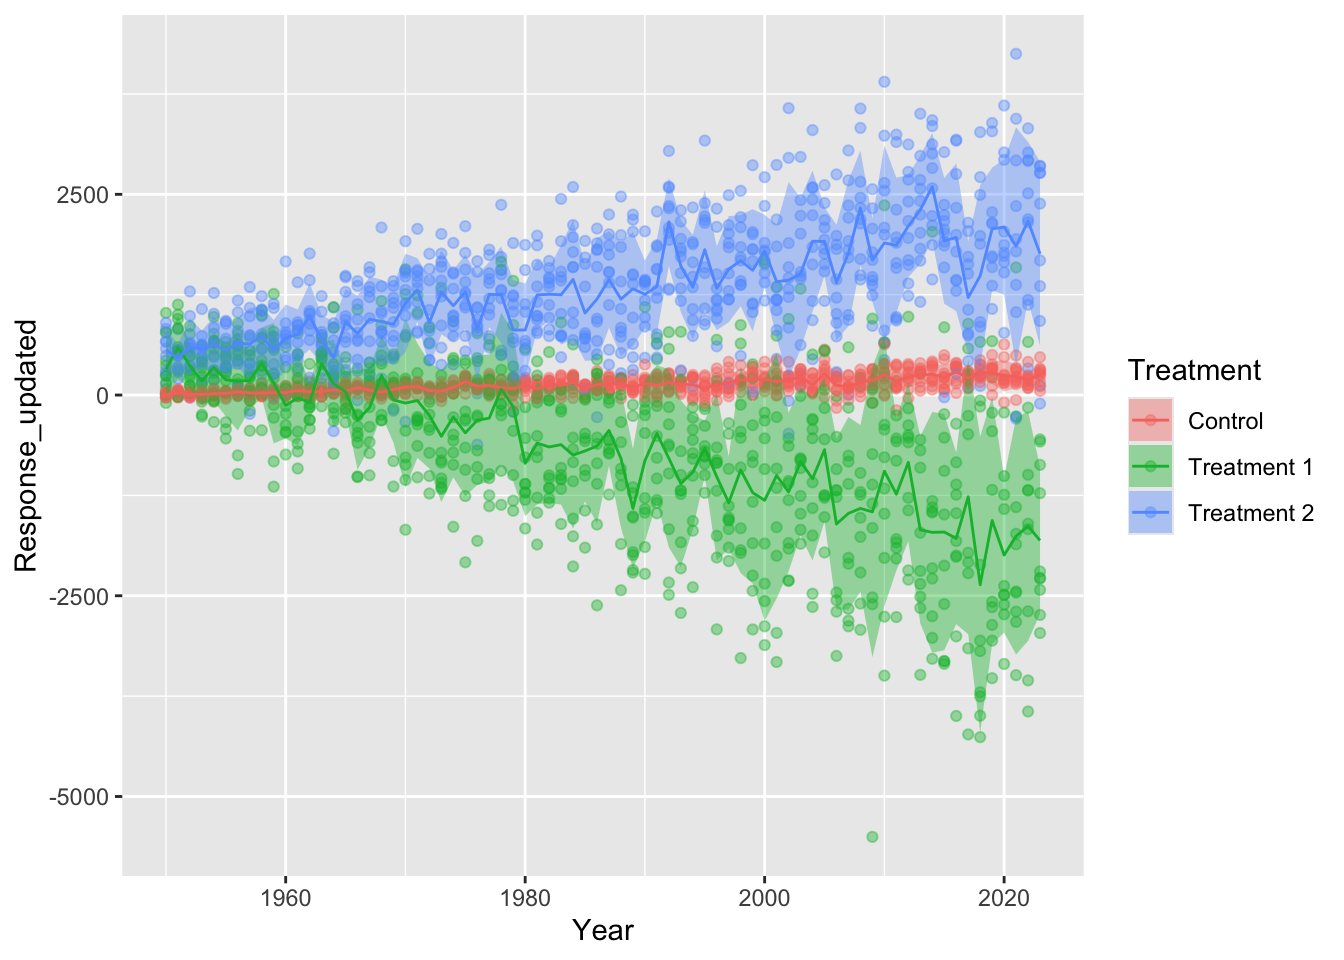 Response_updated
2500
0
-2500
-5000
1960
1980
2000
2020
Year
Treatment
Control
Treatment 1
Treatment 2